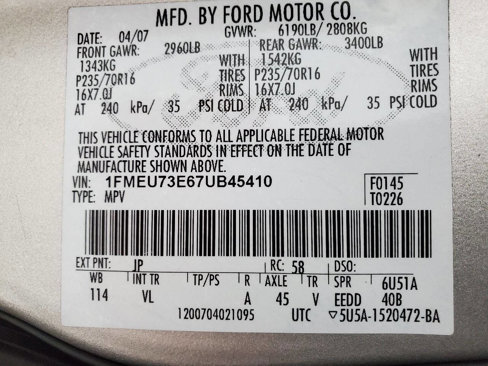 MFD. BY FORD MOTOR CO.
DATE: 04/07 GVWR: 6190LB/ 2808KG
FRONT GAWR: 2960LB REAR GAWR: 3400LB
1343KG WITH 1542KG WITH
P235/70R16 TIRES P235/70R16 TIRES
16X7.0J RIMS 16X7.0J RIMS
AT 240 kPa/ 35 PSI COLD AT 240 kPa/ 35 PSI COLD
THIS VEHICLE CONFORMS TO ALL APPLICABLE FEDERAL MOTOR
VEHICLE SAFETY STANDARDS IN EFFECT ON THE DATE OF
MANUFACTURE SHOWN ABOVE.
VIN: 1FMEU73E67UB45410 F0145
TYPE: MPV T0226
EXT PNT: JP RC: 58 DSO:
WB INT TR TP/PS R AXLE TR SPR 6U51A
114 VL A 45 V EEDD 40B
1200704021095 UTC ▽5U5A-1520472-BA